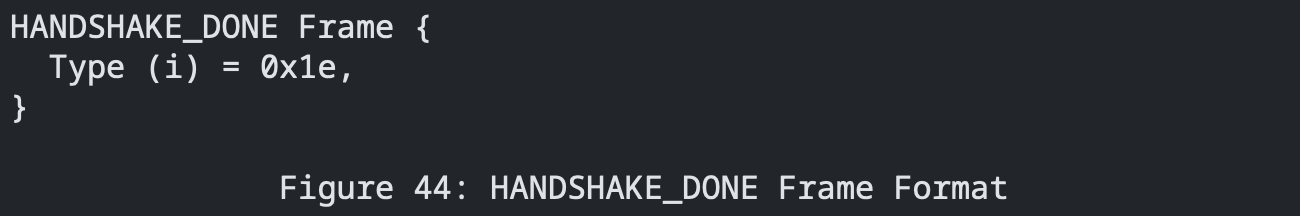 HANDSHAKE_DONE Frame {
  Type (i) = 0x1e,
}
Figure 44: HANDSHAKE_DONE Frame Format